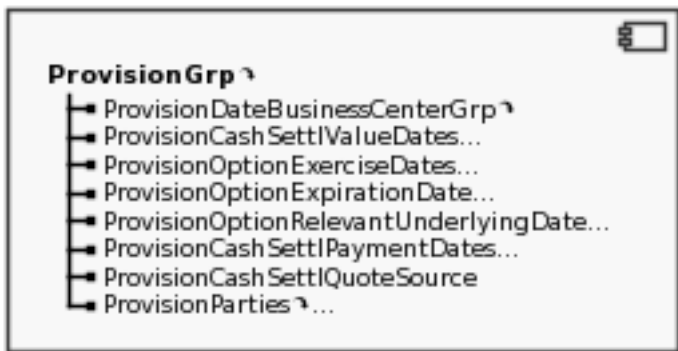 ProvisionGrp
ProvisionDateBusinessCenterGrp
ProvisionCashSettlValueDates...
ProvisionOptionExerciseDates...
ProvisionOptionExpirationDate...
ProvisionOptionRelevantUnderlyingDate...
ProvisionCashSettlPaymentDates...
ProvisionCashSettlQuoteSource
ProvisionParties...